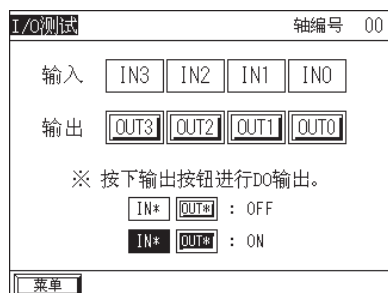 I/O测试 轴编号 00
输入 IN3 IN2 IN1 IN0
输出 OUT3 OUT2 OUT1 OUT0
※ 按下输出按钮进行DO输出。
IN* OUT* : OFF
IN* OUT* : ON
菜单